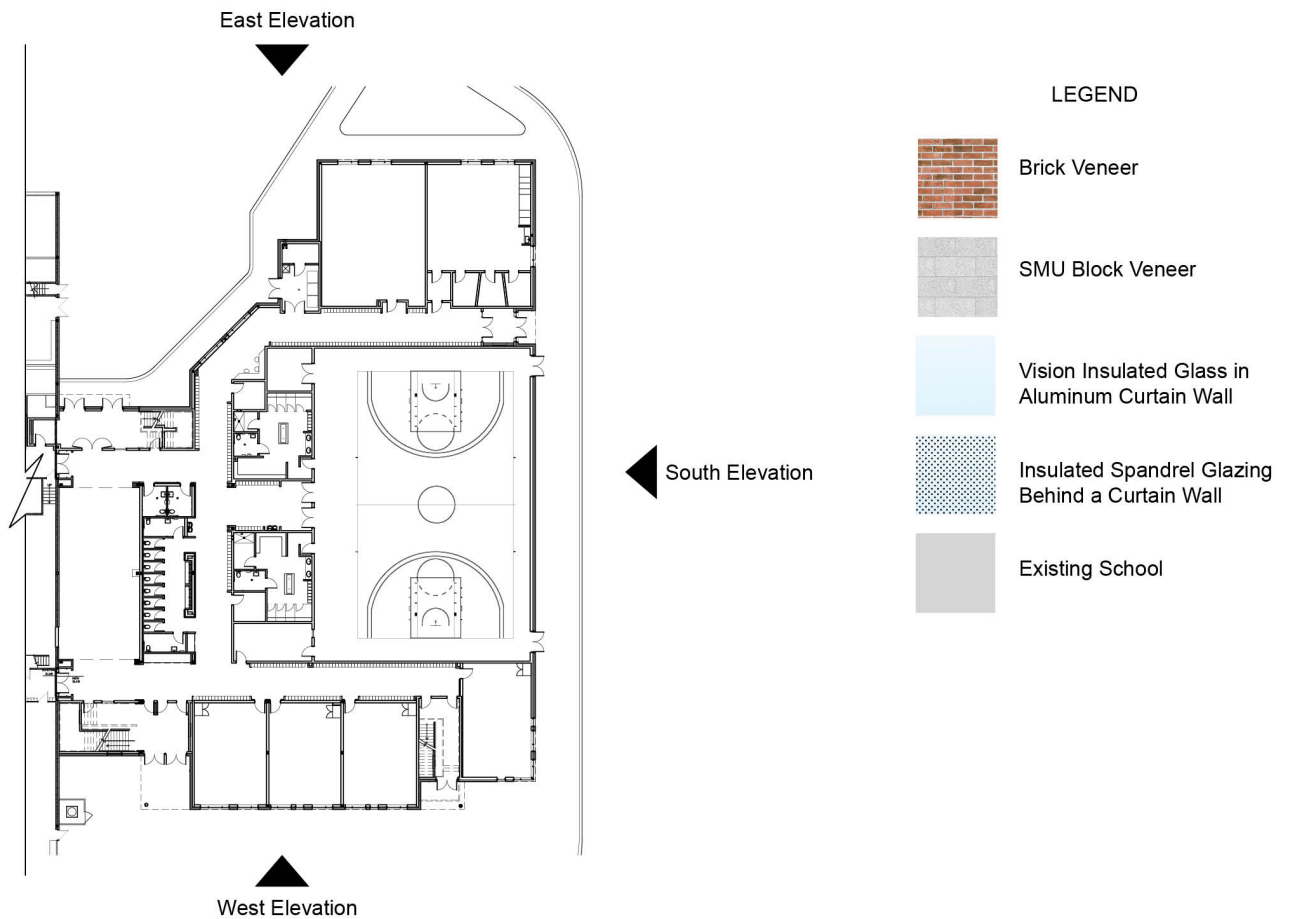 East Elevation
LEGEND
Brick Veneer
SMU Block Veneer
Vision Insulated Glass in
Aluminum Curtain Wall
South Elevation
Insulated Spandrel Glazing
Behind a Curtain Wall
Existing School
West Elevation